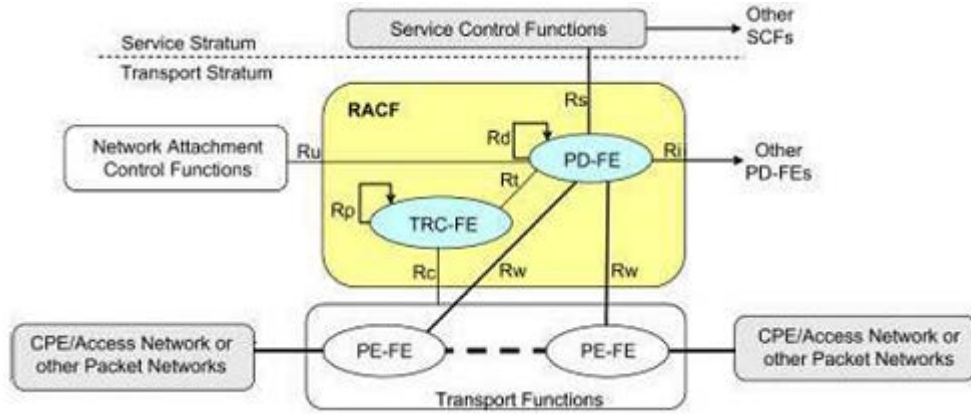 Service Control Functions
Other
SCFs
Service Stratum
Transport Stratum
RACF
Rs
Rd
Network Attachment
Control Functions
Ru
PD-FE
Ri
Other
PD-FEs
Rt
Rp
TRC-FE
Rc
Rw
Rw
CPE/Access Network or
other Packet Networks
PE-FE
PE-FE
CPE/Access Network or
other Packet Networks
Transport Functions